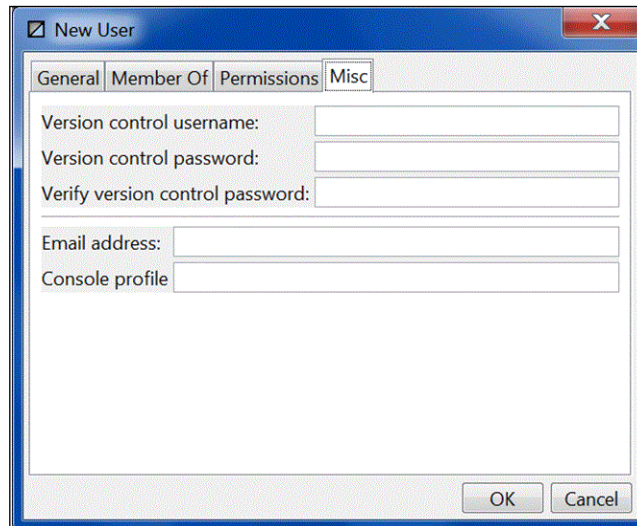 New User
General Member Of Permissions Misc
Version control username:
Version control password:
Verify version control password:
Email address:
Console profile
OK Cancel